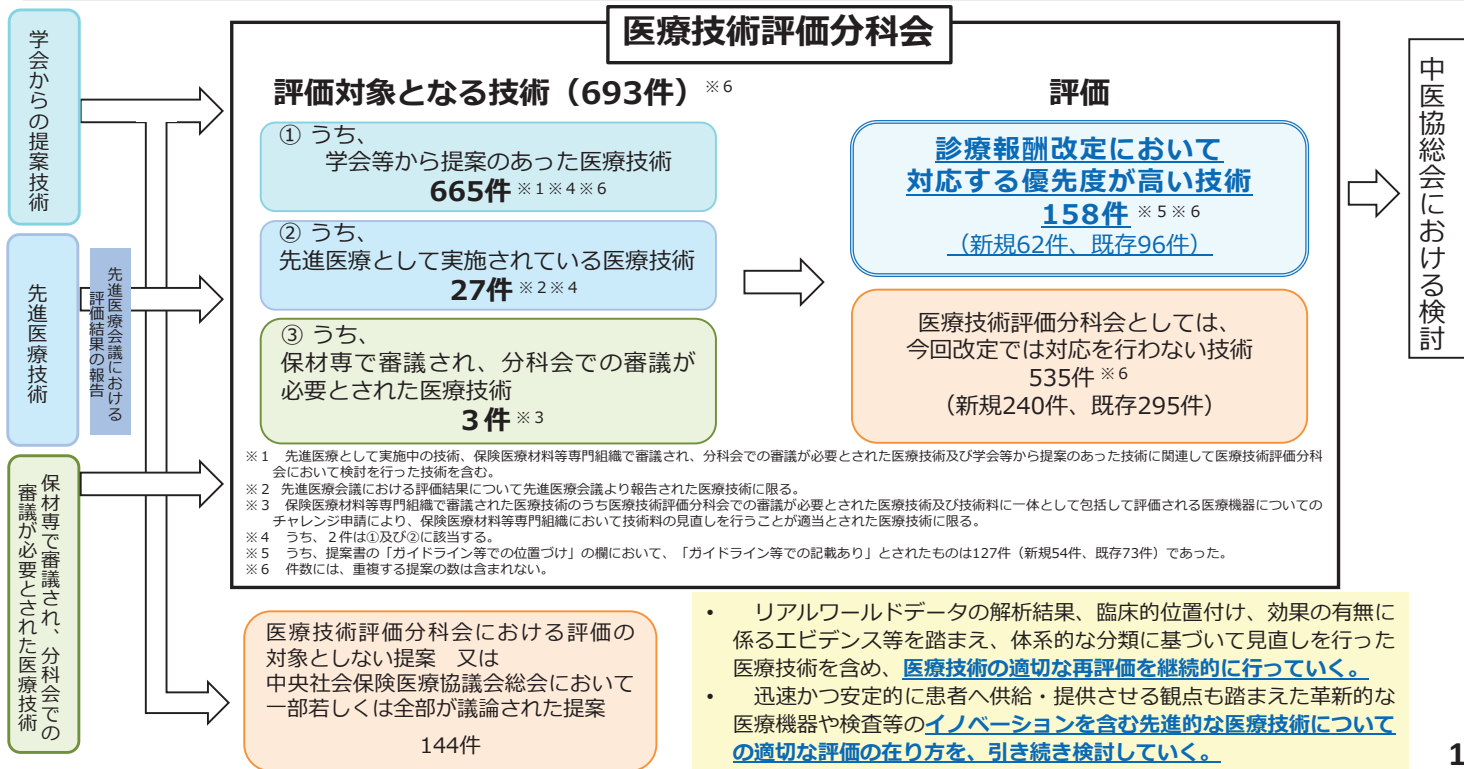 医療技術評価分科会
学会からの提案技術
先進医療技術
先進医療会議における
評価結果の報告
保材専で審議され、分科会での
審議が必要とされた医療技術
評価対象となる技術（693件）※6
① うち、
学会等から提案のあった医療技術
665件 ※1※4※6
② うち、
先進医療として実施されている医療技術
27件 ※2※4
③ うち、
保材専で審議され、分科会での審議が
必要とされた医療技術
３件 ※3
評価
診療報酬改定において
対応する優先度が高い技術
158件 ※5※6
（新規62件、既存96件）
医療技術評価分科会としては、
今回改定では対応を行わない技術
535件 ※6
（新規240件、既存295件）
中医協総会における検討
※1 先進医療として実施中の技術、保険医療材料等専門組織で審議され、分科会での審議が必要とされた医療技術及び学会等から提案のあった技術に関連して医療技術評価分科
会において検討を行った技術を含む。
※2 先進医療会議における評価結果について先進医療会議より報告された医療技術に限る。
※3 保険医療材料等専門組織で審議された医療技術のうち医療技術評価分科会での審議が必要とされた医療技術及び技術料に一体として包括して評価される医療機器についての
チャレンジ申請により、保険医療材料等専門組織において技術料の見直しを行うことが適当とされた医療技術に限る。
※4 うち、２件は①及び②に該当する。
※5 うち、提案書の「ガイドライン等での位置づけ」の欄において、「ガイドライン等での記載あり」とされたものは127件（新規54件、既存73件）であった。
※6 件数には、重複する提案の数は含まれない。
医療技術評価分科会における評価の
対象としない提案 又は
中央社会保険医療協議会総会において
一部若しくは全部が議論された提案
144件
• リアルワールドデータの解析結果、臨床的位置付け、効果の有無に
係るエビデンス等を踏まえ、体系的な分類に基づいて見直しを行った
医療技術を含め、医療技術の適切な再評価を継続的に行っていく。
• 迅速かつ安定的に患者へ供給・提供させる観点も踏まえた革新的な
医療機器や検査等のイノベーションを含む先進的な医療技術について
の適切な評価の在り方を、引き続き検討していく。
1